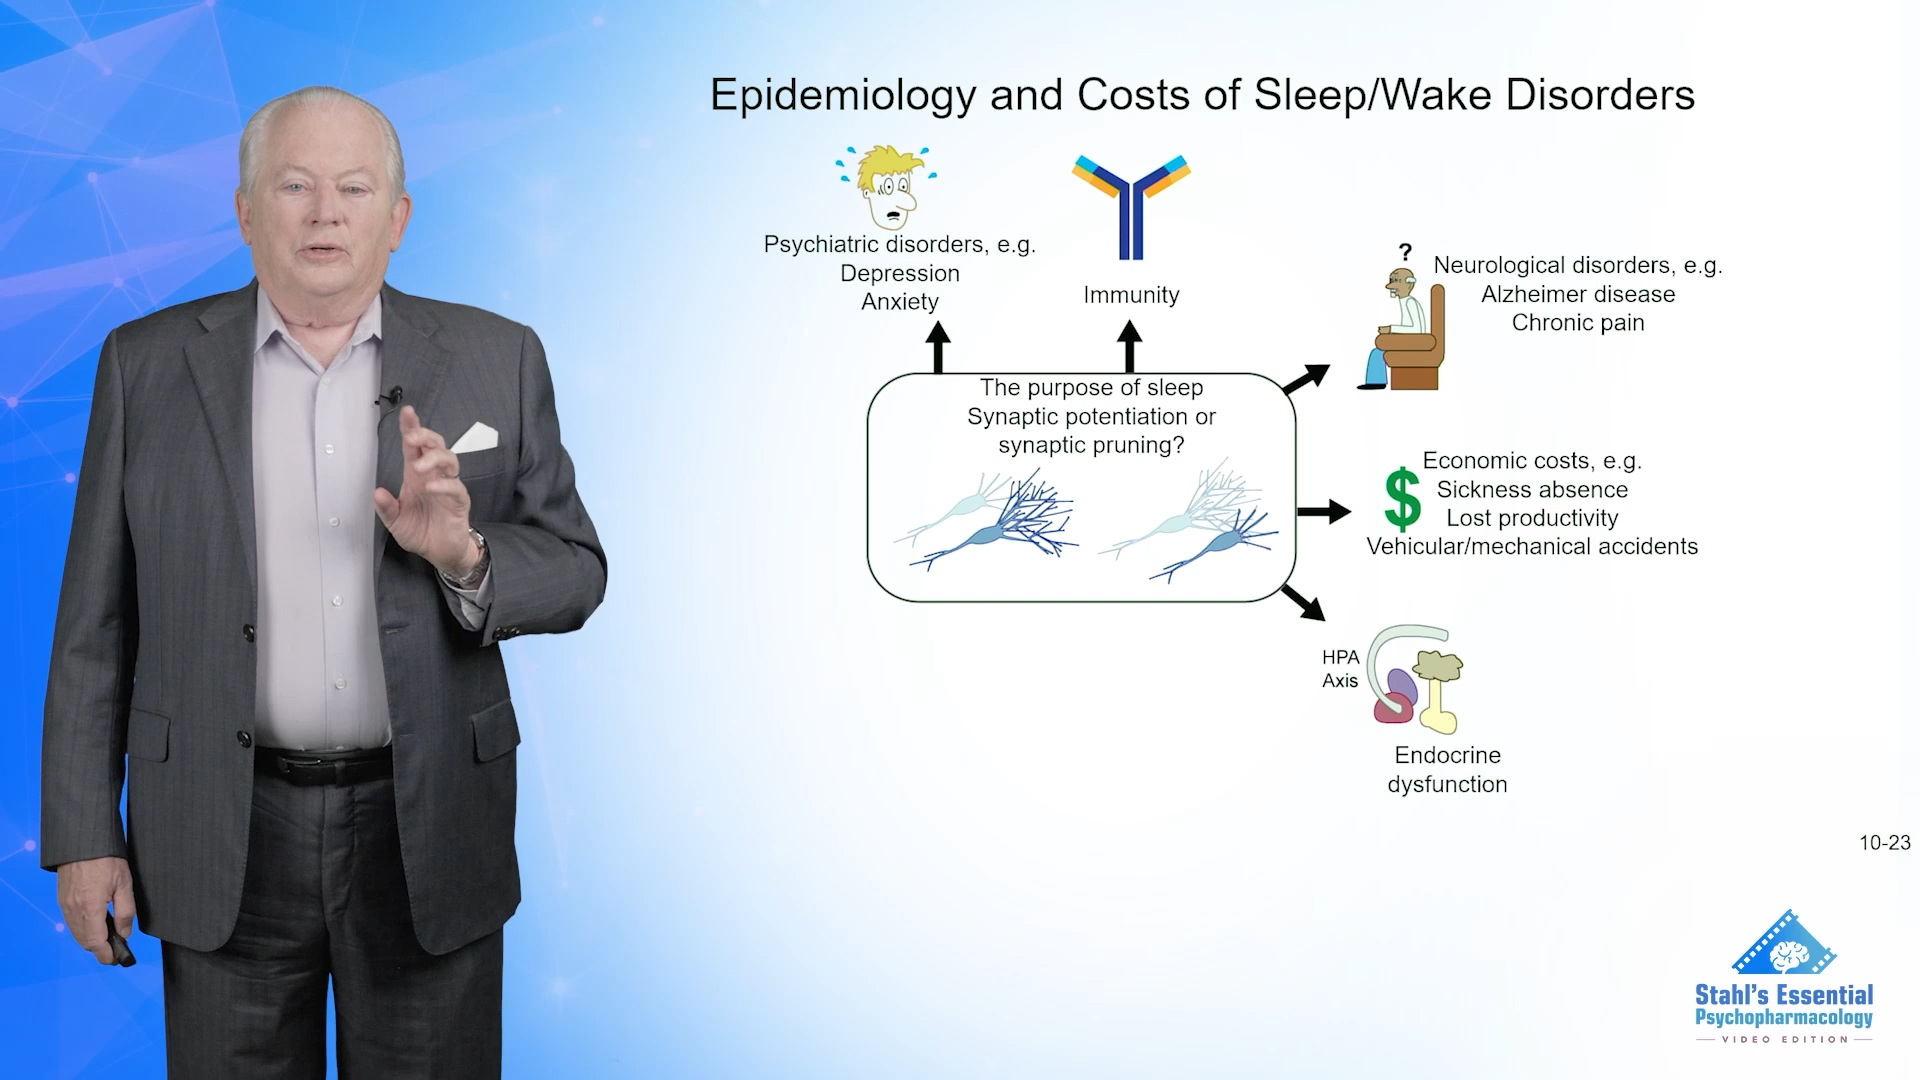 Epidemiology and Costs of Sleep/Wake Disorders
Psychiatric disorders, e.g.
Depression
Anxiety
Immunity
?
Neurological disorders, e.g.
Alzheimer disease
Chronic pain
The purpose of sleep
Synaptic potentiation or
synaptic pruning?
$
Economic costs, e.g.
Sickness absence
Lost productivity
Vehicular/mechanical accidents
HPA
Axis
Endocrine
dysfunction
10-23
Stahl's Essential
Psychopharmacology
VIDEO EDITION